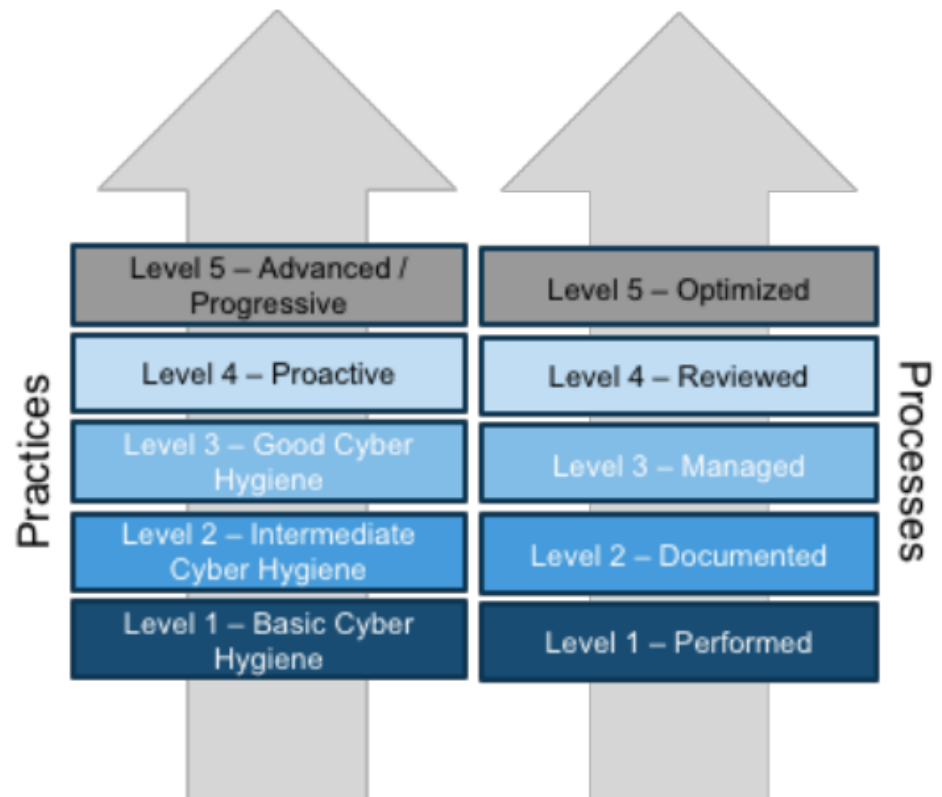 Practices
Level 5 – Advanced /
Progressive
Level 4 – Proactive
Level 3 – Good Cyber
Hygiene
Level 2 – Intermediate
Cyber Hygiene
Level 1 – Basic Cyber
Hygiene
Level 5 – Optimized
Level 4 – Reviewed
Level 3 – Managed
Level 2 – Documented
Level 1 – Performed
Processes